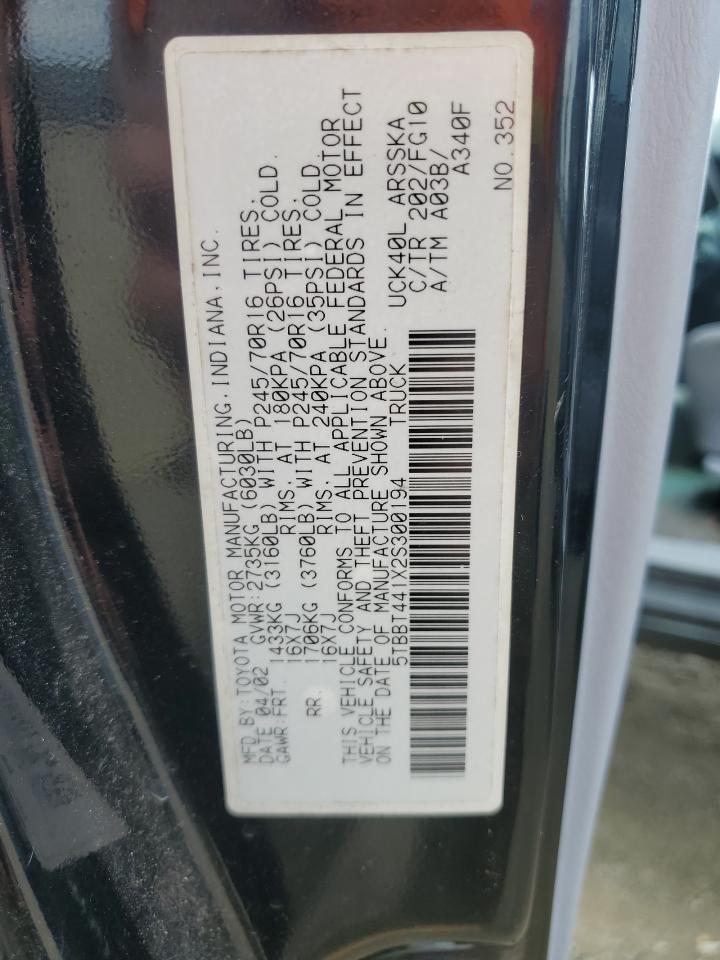 MFD BY:TOYOTA MOTOR MANUFACTURING.INDIANA.INC.
DATE 04/02 GVWR:2735KG (6030LB)
GAWR:FRT. 1433KG (3160LB) WITH P245/70R16 TIRES.
16X7J RIMS. AT 180KPA (26PSI) COLD.
RR. 1706KG (3760LB) WITH P245/70R16 TIRES.
16X7J RIMS. AT 240KPA (35PSI) COLD.
THIS VEHICLE CONFORMS TO ALL APPLICABLE FEDERAL MOTOR
VEHICLE SAFETY AND THEFT PREVENTION STANDARDS IN EFFECT
ON THE DATE OF MANUFACTURE SHOWN ABOVE.
5TBBT441X2S300194 TRUCK
UCK40L ARSSKA
C/TR 202/FG10
A/TM A03B/
A340F
NO.352